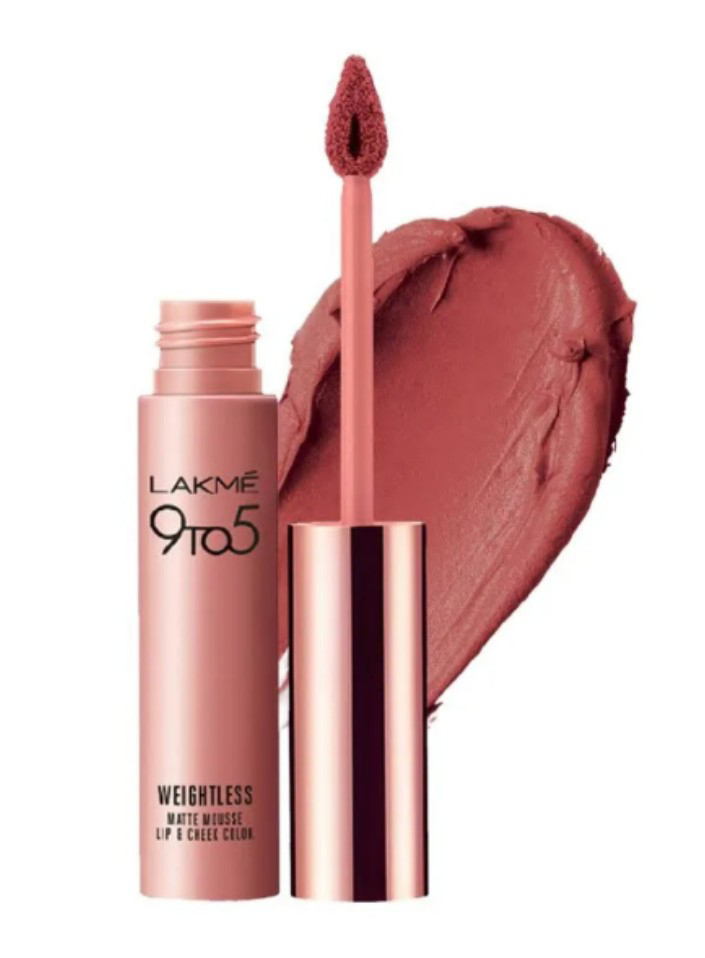 LAKMÉ
9TO5
WEIGHTLESS
MATTE MOUSSE
LIP & CHEEK COLOR